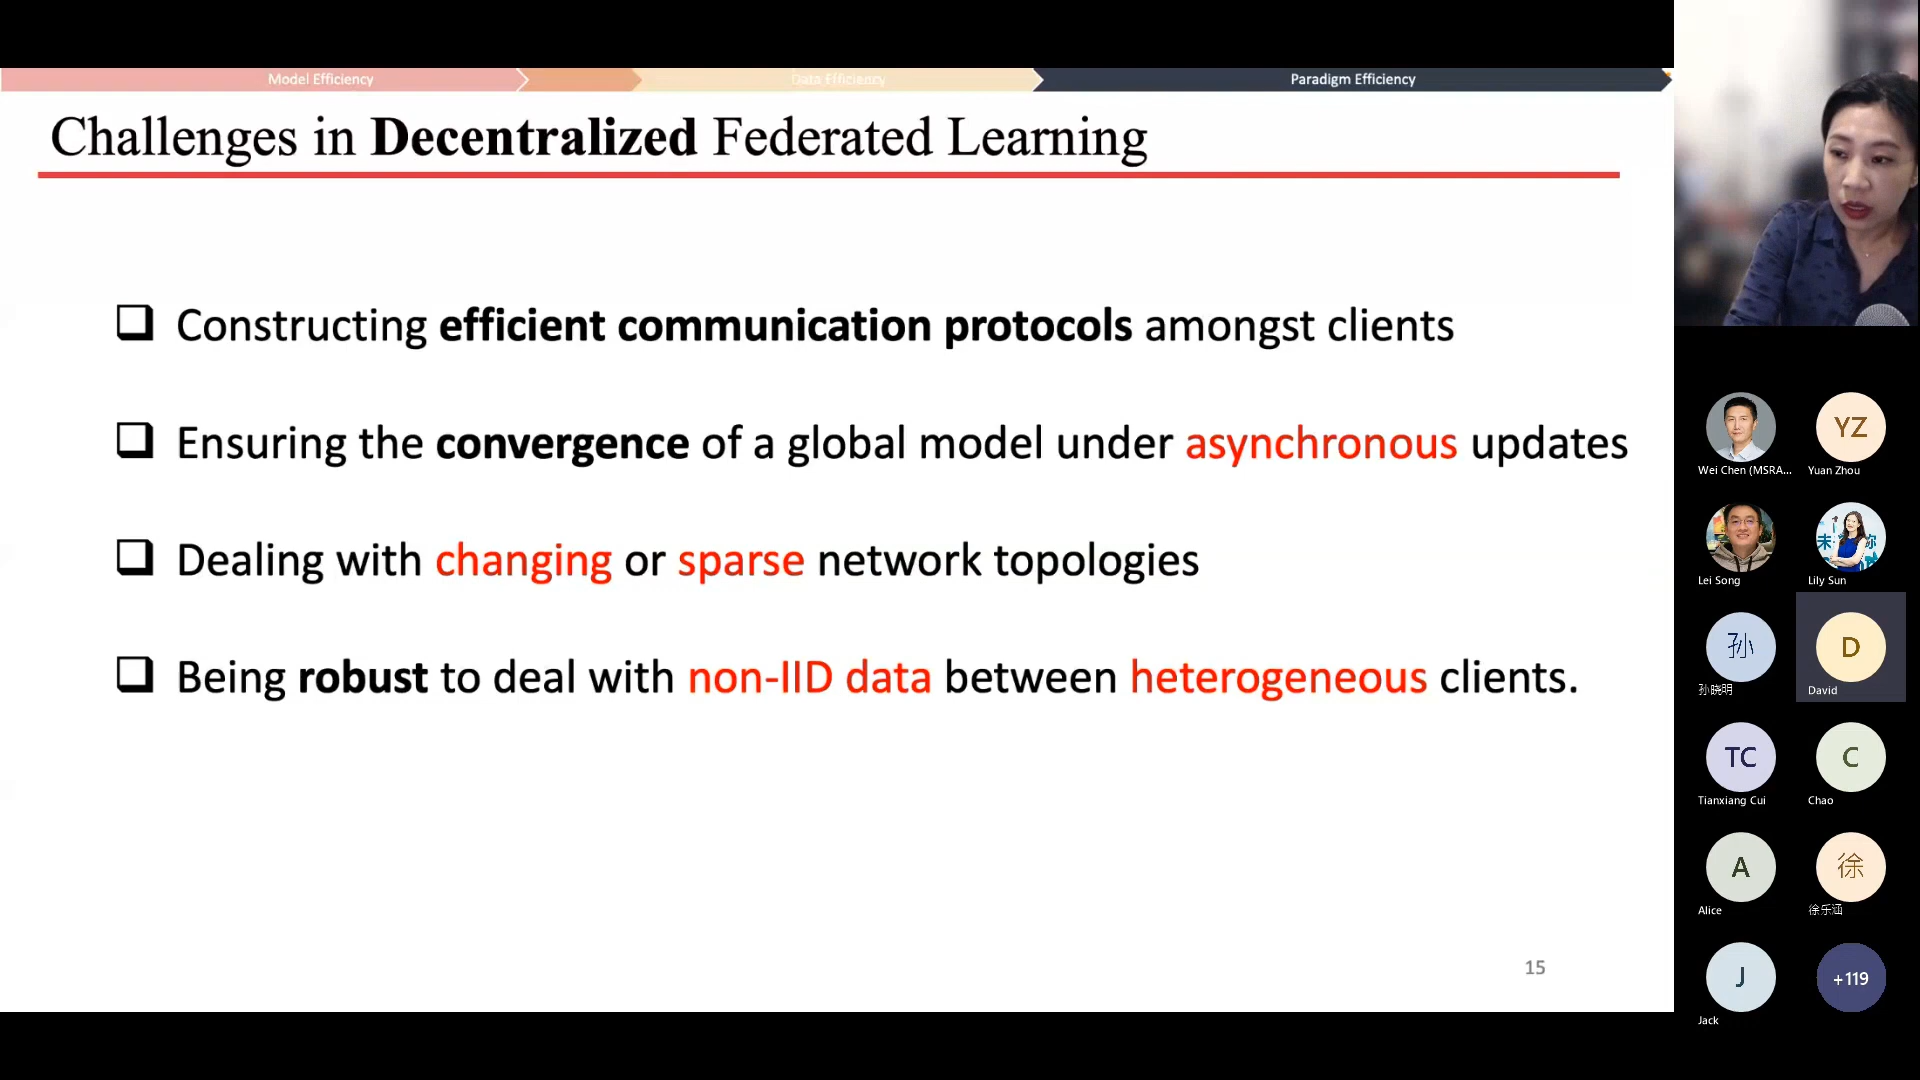 Model Efficiency
Data Efficiency
Paradigm Efficiency
Challenges in Decentralized Federated Learning
Constructing efficient communication protocols amongst clients
Ensuring the convergence of a global model under asynchronous updates
Dealing with changing or sparse network topologies
Being robust to deal with non-IID data between heterogeneous clients.
15
Wei Chen (MSRA...
YZ
Yuan Zhou
Lei Song
未
你
Lily Sun
孙
孙晓明
D
David
TC
Tianxiang Cui
C
Chao
A
Alice
徐
徐乐涵
J
Jack
+119